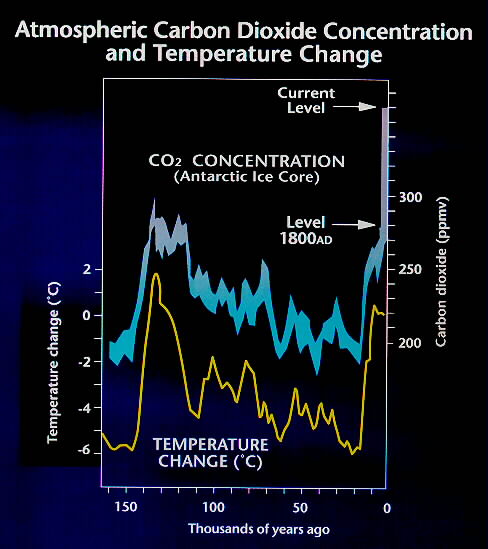 Atmospheric Carbon Dioxide Concentration
and Temperature Change
Current
Level
CO2 CONCENTRATION
(Antarctic Ice Core)
Level
1800AD
300
250
200
Carbon dioxide (ppmv)
2
0
-2
-4
-6
Temperature change (°C)
TEMPERATURE
CHANGE (°C)
150
100
50
0
Thousands of years ago